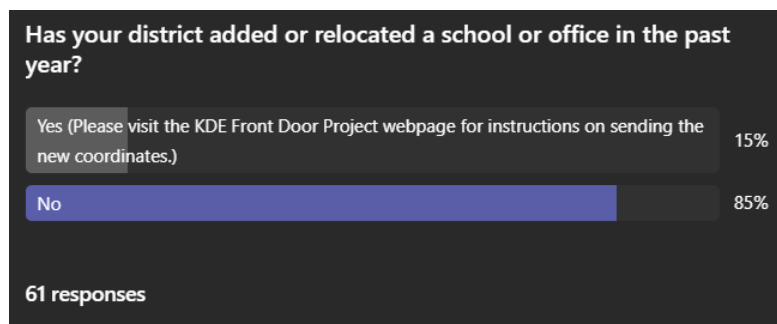 Has your district added or relocated a school or office in the past
year?
Yes (Please visit the KDE Front Door Project webpage for instructions on sending the
new coordinates.)
15%
No
85%
61 responses